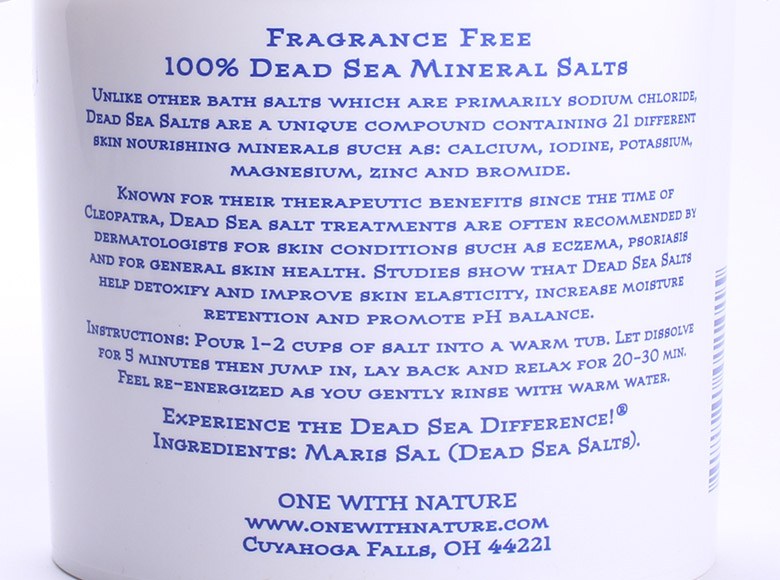 Fragrance Free
100% Dead Sea Mineral Salts
Unlike other bath salts which are primarily sodium chloride,
Dead Sea Salts are a unique compound containing 21 different
skin nourishing minerals such as: calcium, iodine, potassium,
magnesium, zinc and bromide.
Known for their therapeutic benefits since the time of
Cleopatra, Dead Sea salt treatments are often recommended by
dermatologists for skin conditions such as eczema, psoriasis
and for general skin health. Studies show that Dead Sea Salts
help detoxify and improve skin elasticity, increase moisture
retention and promote pH balance.
Instructions: Pour 1-2 cups of salt into a warm tub. Let dissolve
for 5 minutes then jump in, lay back and relax for 20-30 min.
Feel re-energized as you gently rinse with warm water.
Experience the Dead Sea Difference!®
Ingredients: Maris Sal (Dead Sea Salts).
ONE WITH NATURE
www.onewithnature.com
Cuyahoga Falls, OH 44221